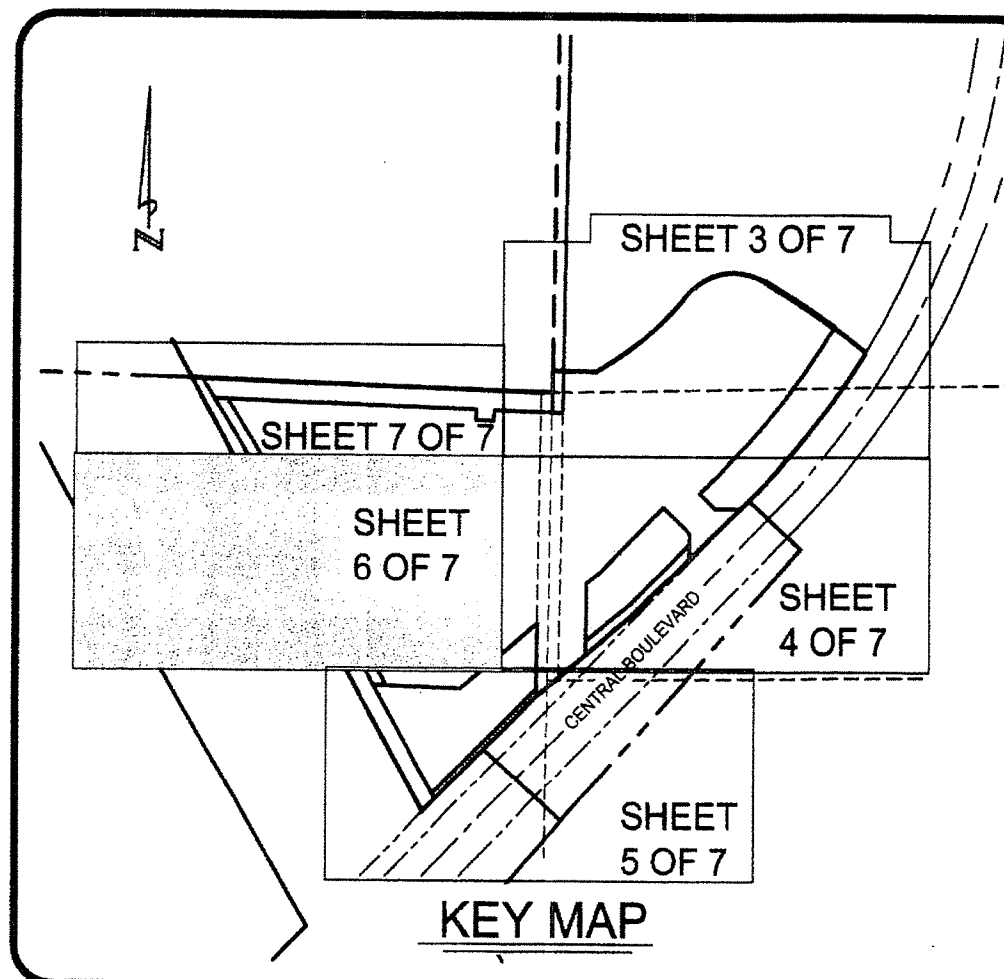 N
SHEET 3 OF 7
SHEET 7 OF 7
SHEET
6 OF 7
CENTRAL BOULEVARD
SHEET
4 OF 7
SHEET
5 OF 7
KEY MAP